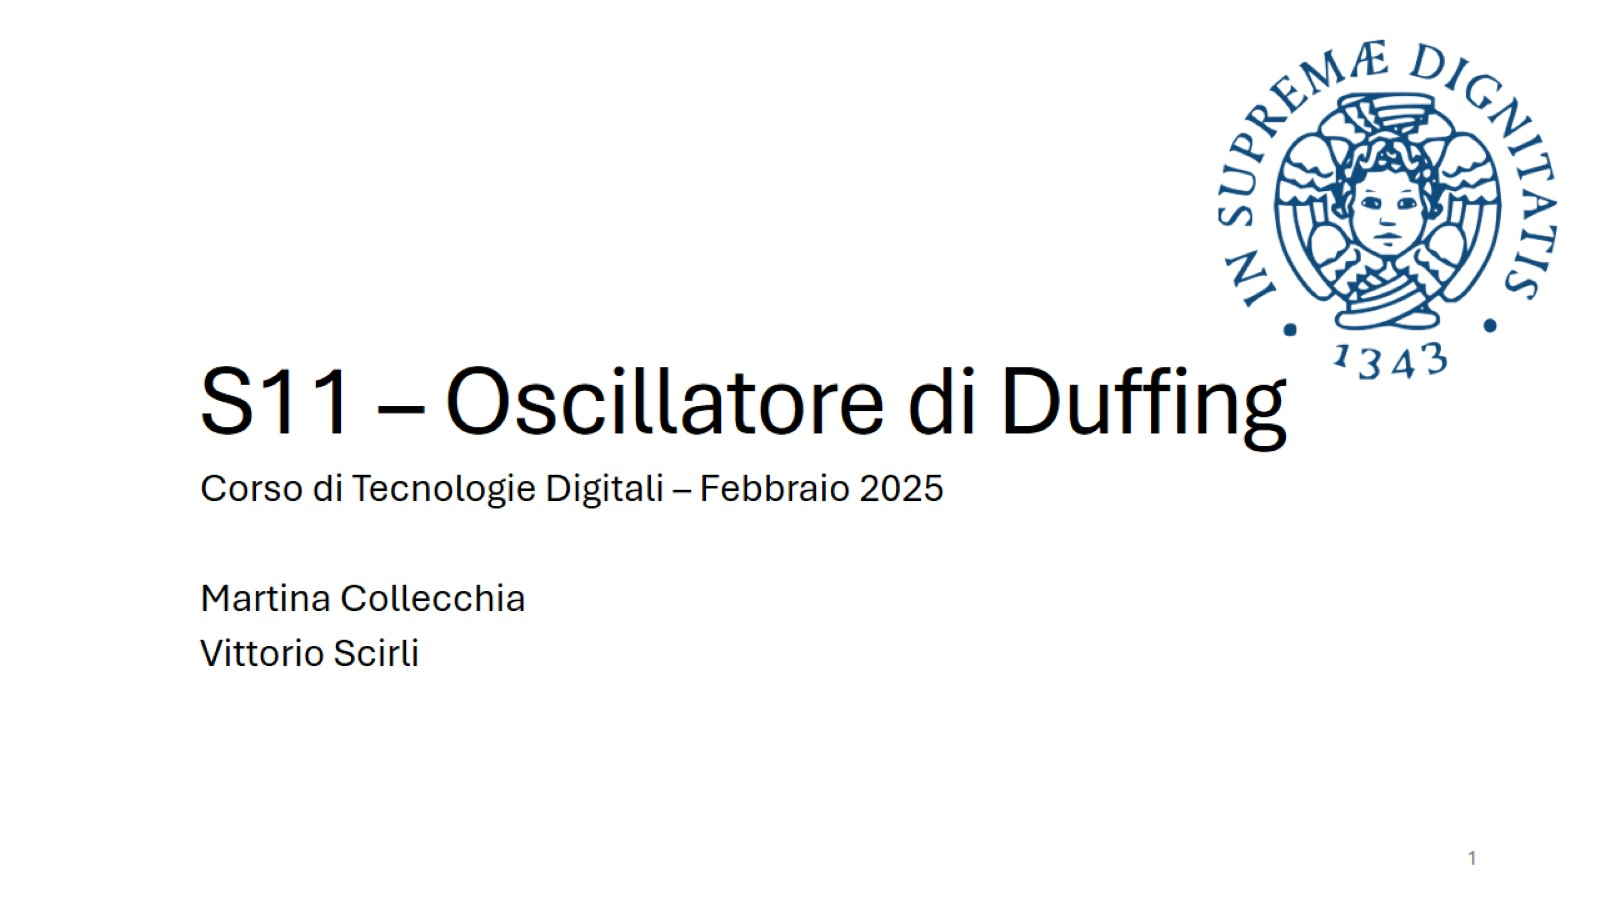 IN SUPREMÆ DIGNITATIS
1343
S11 – Oscillatore di Duffing
Corso di Tecnologie Digitali – Febbraio 2025
Martina Collecchia
Vittorio Scirli
1